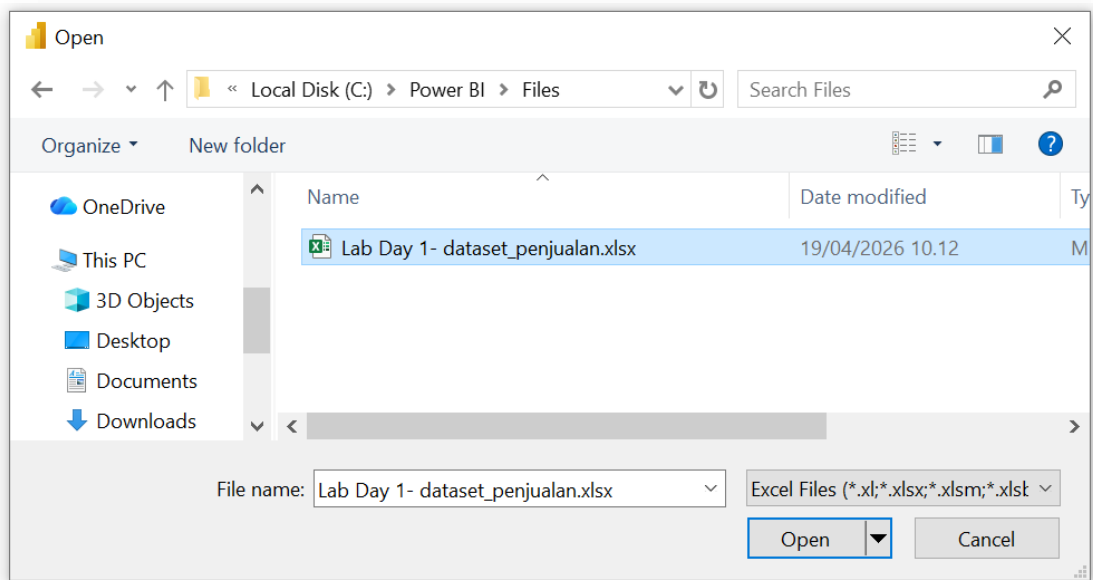 Open
« Local Disk (C:) > Power BI > Files
Search Files
Organize
New folder
Name
Date modified
Ty
OneDrive
This PC
3D Objects
Desktop
Documents
Downloads
Lab Day 1- dataset_penjualan.xlsx
19/04/2026 10.12
M
File name:
Lab Day 1- dataset_penjualan.xlsx
Excel Files (*.xl;*.xlsx;*.xlsm;*.xlsb
Open
Cancel